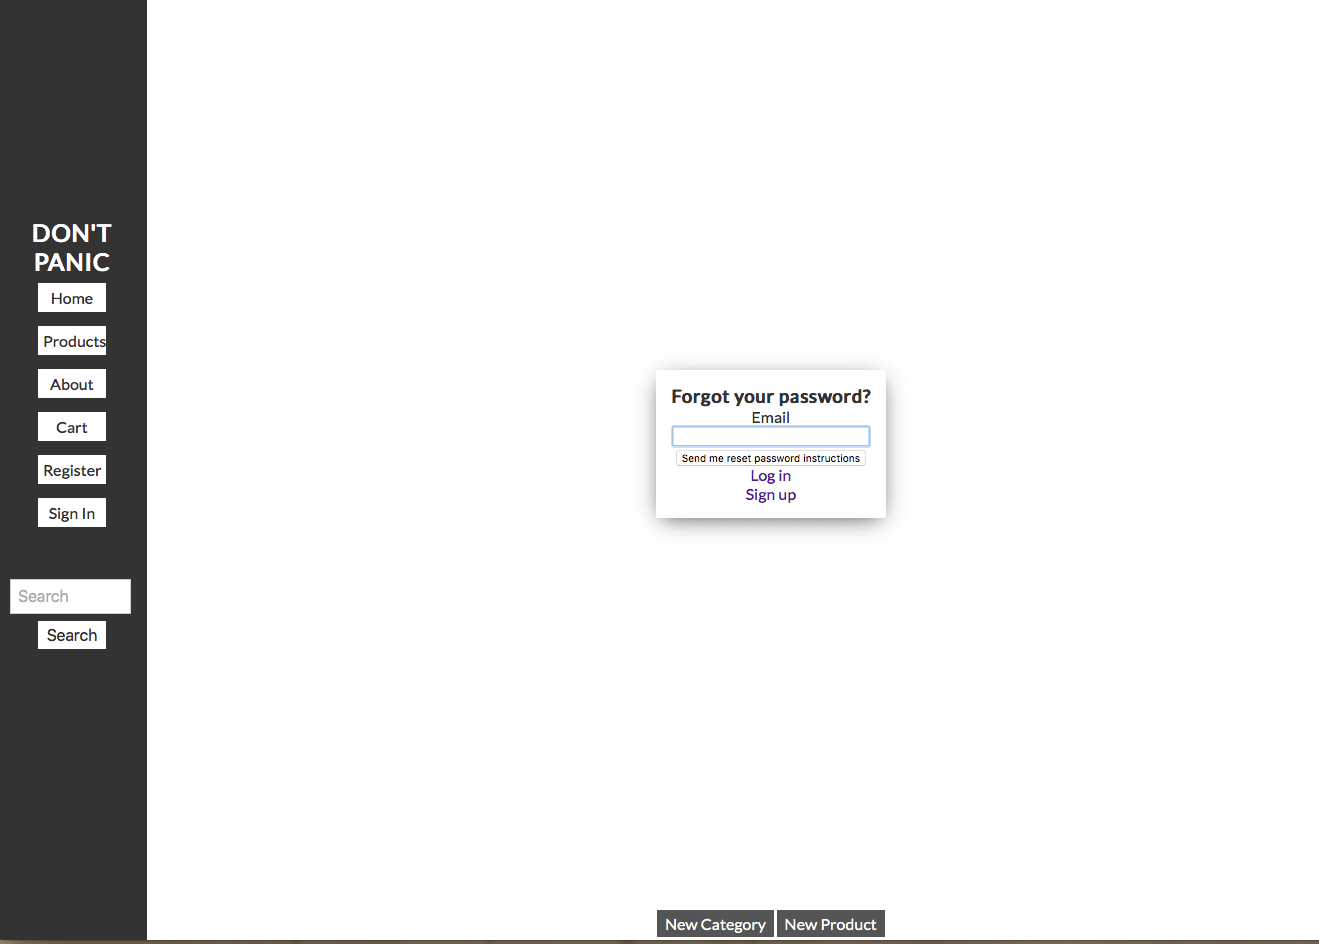 DON'T
PANIC
Home
Products
About
Cart
Register
Sign In
Search
Search
Forgot your password?
Email
Send me reset password instructions
Log in
Sign up
New Category New Product